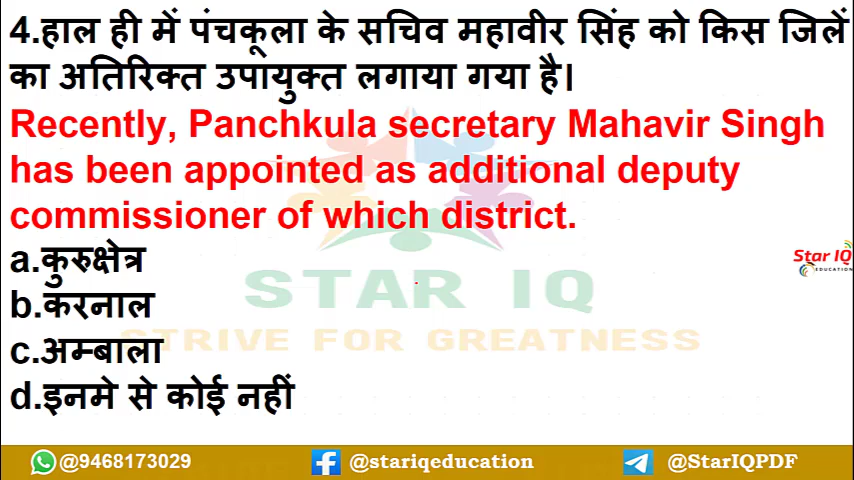 4.हाल ही में पंचकूला के सचिव महावीर सिंह को किस जिलें
का अतिरिक्त उपायुक्त लगाया गया है।
Recently, Panchkula secretary Mahavir Singh
has been appointed as additional deputy
commissioner of which district.
a.कुरुक्षेत्र
b.करनाल
c.अम्बाला
d.इनमे से कोई नहीं
STAR IQ
STRIVE FOR GREATNESS
Star IQ
EDUCATION
@9468173029 @stariqeducation @StarIQPDF